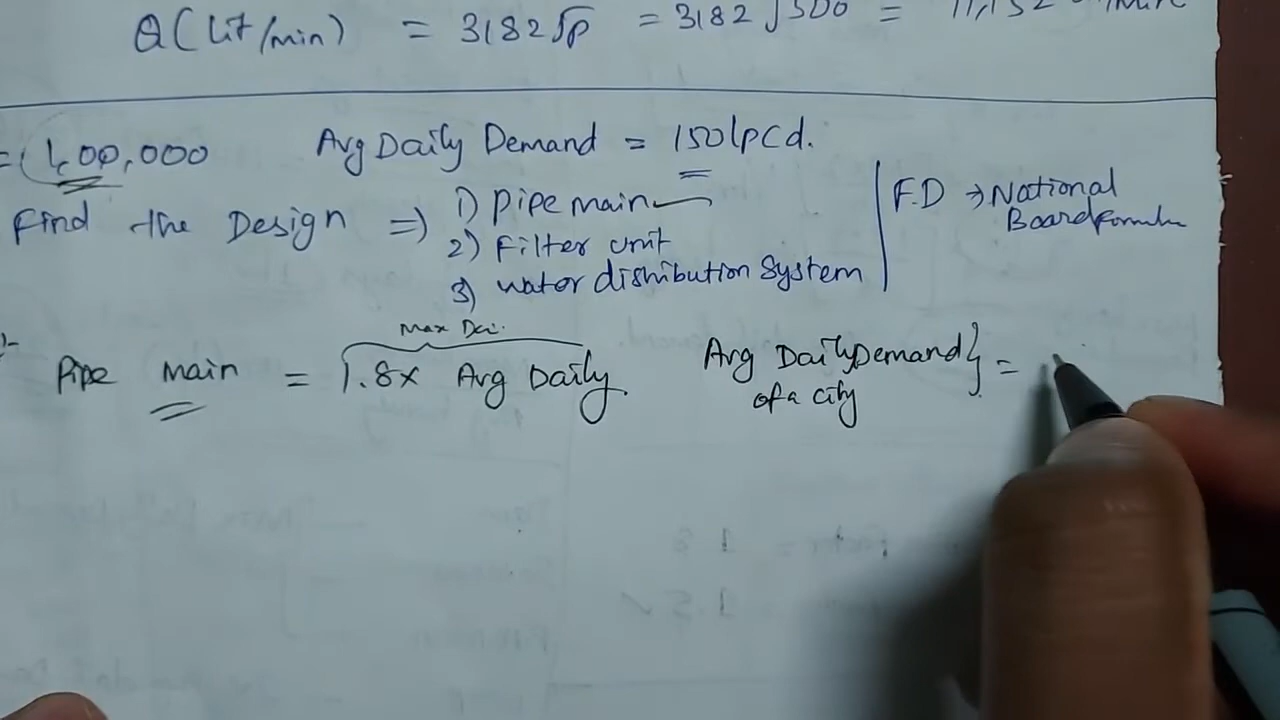 Q(lit/min) = 3182√p = 3182√500 =
= 1,00,000 Avg Daily Demand = 150lpcd.
Find the Design => 1) Pipe main
2) Filter unit
3) water distribution System
F.D → National
Board formula
Max Dai.
Pipe main = 1.8x Avg Daily
Avg Daily Demand } =
of a city